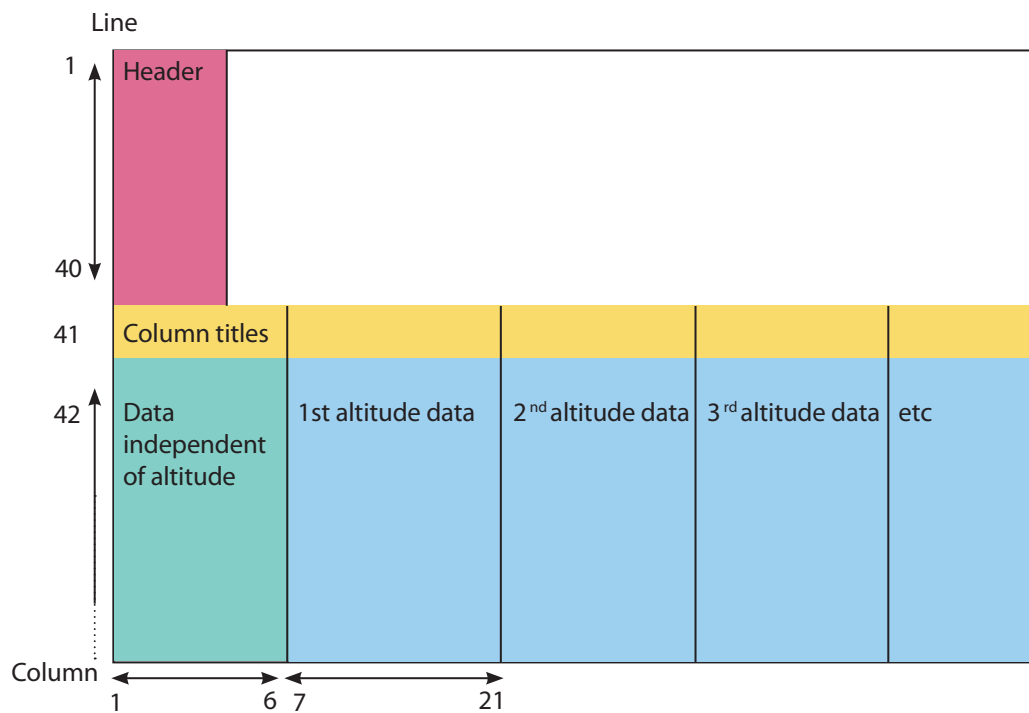 Line
1
Header
40
41
Column titles
42
Data
independent
of altitude
1st altitude data
2nd altitude data
3rd altitude data
etc
Column
1
6
7
21